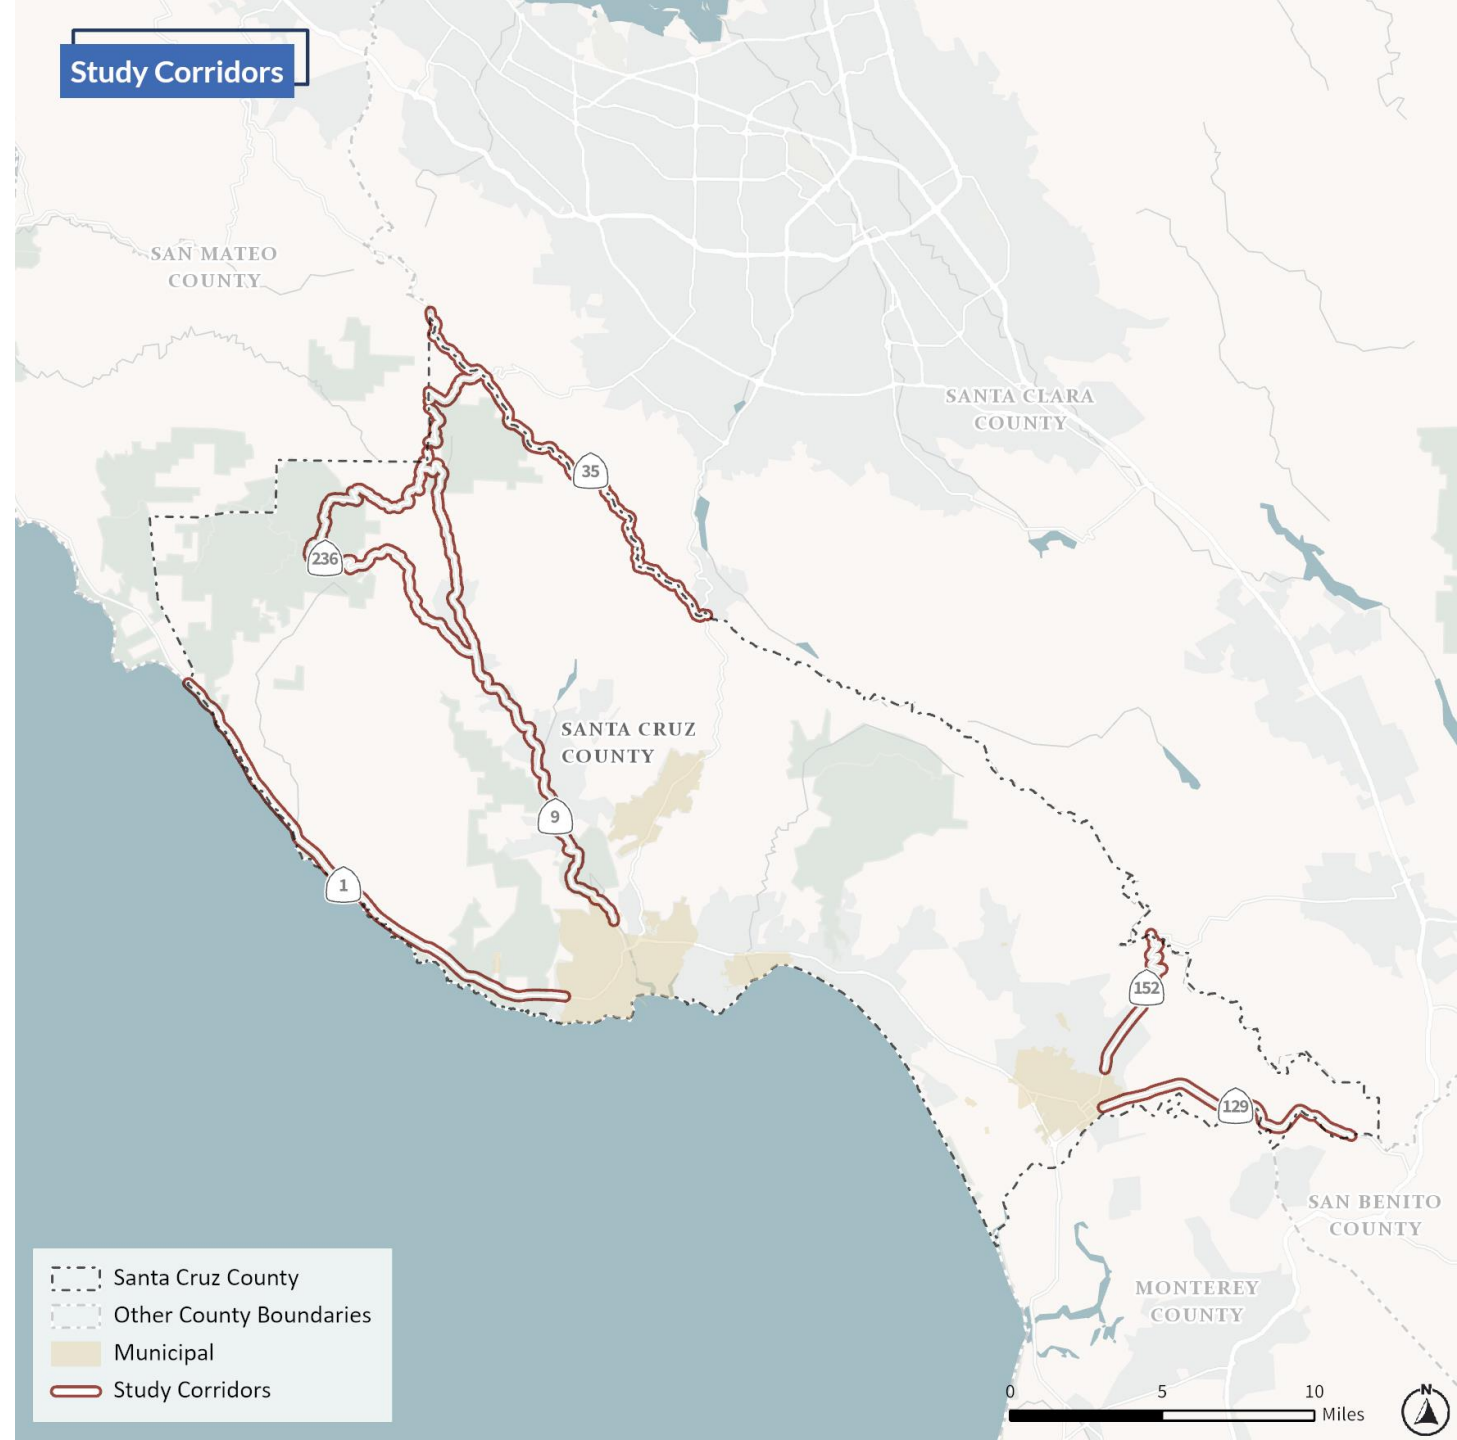 Study Corridors
SAN MATEO
COUNTY
SANTA CLARA
COUNTY
35
236
SANTA CRUZ
COUNTY
9
1
152
129
SAN BENITO
COUNTY
MONTEREY
COUNTY
Santa Cruz County
Other County Boundaries
Municipal
Study Corridors
0 5 10
Miles
N